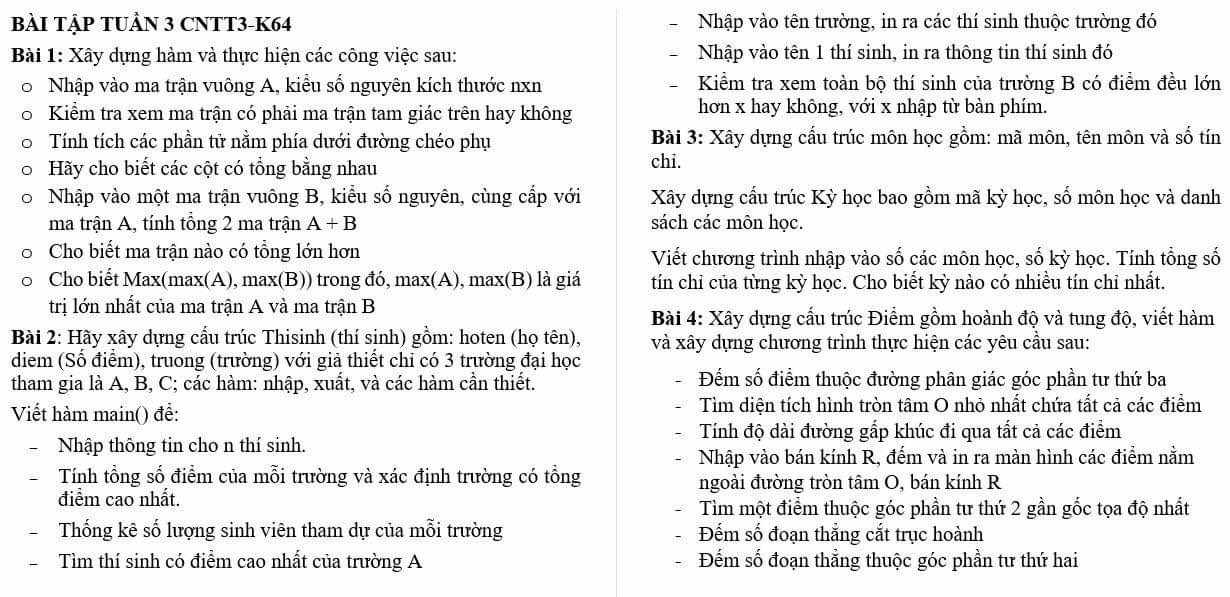 BÀI TẬP TUẦN 3 CNTT3-K64
Bài 1: Xây dựng hàm và thực hiện các công việc sau:
o Nhập vào ma trận vuông A, kiểu số nguyên kích thước nxn
o Kiểm tra xem ma trận có phải ma trận tam giác trên hay không
o Tính tích các phần tử nằm phía dưới đường chéo phụ
o Hãy cho biết các cột có tổng bằng nhau
o Nhập vào một ma trận vuông B, kiểu số nguyên, cùng cấp với
ma trận A, tính tổng 2 ma trận A + B
o Cho biết ma trận nào có tổng lớn hơn
o Cho biết Max(max(A), max(B)) trong đó, max(A), max(B) là giá
trị lớn nhất của ma trận A và ma trận B
Bài 2: Hãy xây dựng cấu trúc Thisinh (thí sinh) gồm: hoten (họ tên),
diem (Số điểm), truong (trường) với giả thiết chỉ có 3 trường đại học
tham gia là A, B, C; các hàm: nhập, xuất, và các hàm cần thiết.
Viết hàm main() để:
– Nhập thông tin cho n thí sinh.
– Tính tổng số điểm của mỗi trường và xác định trường có tổng
điểm cao nhất.
– Thống kê số lượng sinh viên tham dự của mỗi trường
– Tìm thí sinh có điểm cao nhất của trường A
– Nhập vào tên trường, in ra các thí sinh thuộc trường đó
– Nhập vào tên 1 thí sinh, in ra thông tin thí sinh đó
– Kiểm tra xem toàn bộ thí sinh của trường B có điểm đều lớn
hơn x hay không, với x nhập từ bàn phím.
Bài 3: Xây dựng cấu trúc môn học gồm: mã môn, tên môn và số tín
chỉ.
Xây dựng cấu trúc Kỳ học bao gồm mã kỳ học, số môn học và danh
sách các môn học.
Viết chương trình nhập vào số các môn học, số kỳ học. Tính tổng số
tín chỉ của từng kỳ học. Cho biết kỳ nào có nhiều tín chỉ nhất.
Bài 4: Xây dựng cấu trúc Điểm gồm hoành độ và tung độ, viết hàm
và xây dựng chương trình thực hiện các yêu cầu sau:
- Đếm số điểm thuộc đường phân giác góc phần tư thứ ba
- Tìm diện tích hình tròn tâm O nhỏ nhất chứa tất cả các điểm
- Tính độ dài đường gấp khúc đi qua tất cả các điểm
- Nhập vào bán kính R, đếm và in ra màn hình các điểm nằm
ngoài đường tròn tâm O, bán kính R
- Tìm một điểm thuộc góc phần tư thứ 2 gần gốc tọa độ nhất
- Đếm số đoạn thẳng cắt trục hoành
- Đếm số đoạn thẳng thuộc góc phần tư thứ hai